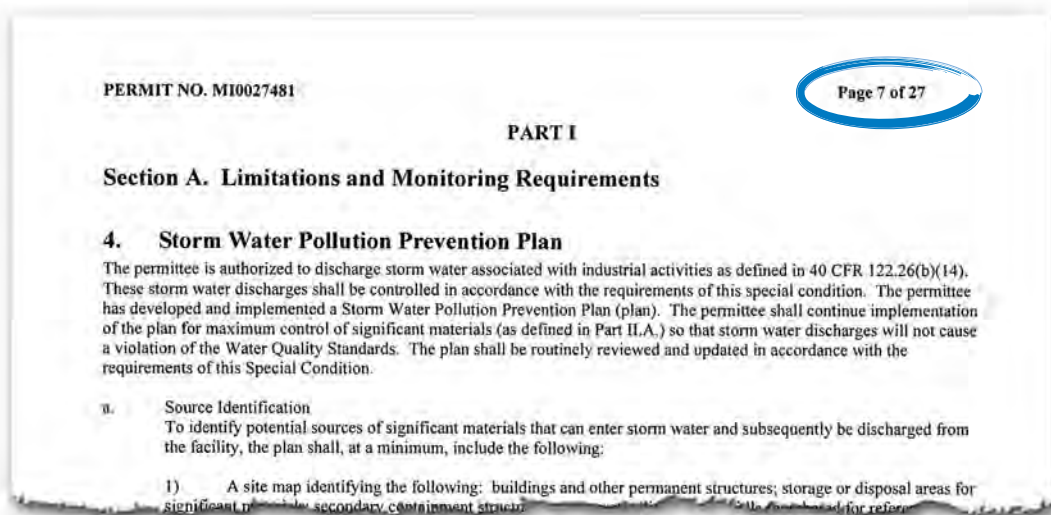 PERMIT NO. MI0027481
Page 7 of 27
PART I
Section A. Limitations and Monitoring Requirements
4. Storm Water Pollution Prevention Plan
The permittee is authorized to discharge storm water associated with industrial activities as defined in 40 CFR 122.26(b)(14).
These storm water discharges shall be controlled in accordance with the requirements of this special condition. The permittee
has developed and implemented a Storm Water Pollution Prevention Plan (plan). The permittee shall continue implementation
of the plan for maximum control of significant materials (as defined in Part II.A.) so that storm water discharges will not cause
a violation of the Water Quality Standards. The plan shall be routinely reviewed and updated in accordance with the
requirements of this Special Condition.
a. Source Identification
To identify potential sources of significant materials that can enter storm water and subsequently be discharged from
the facility, the plan shall, at a minimum, include the following:
1) A site map identifying the following: buildings and other permanent structures; storage or disposal areas for
significant secondary containment for